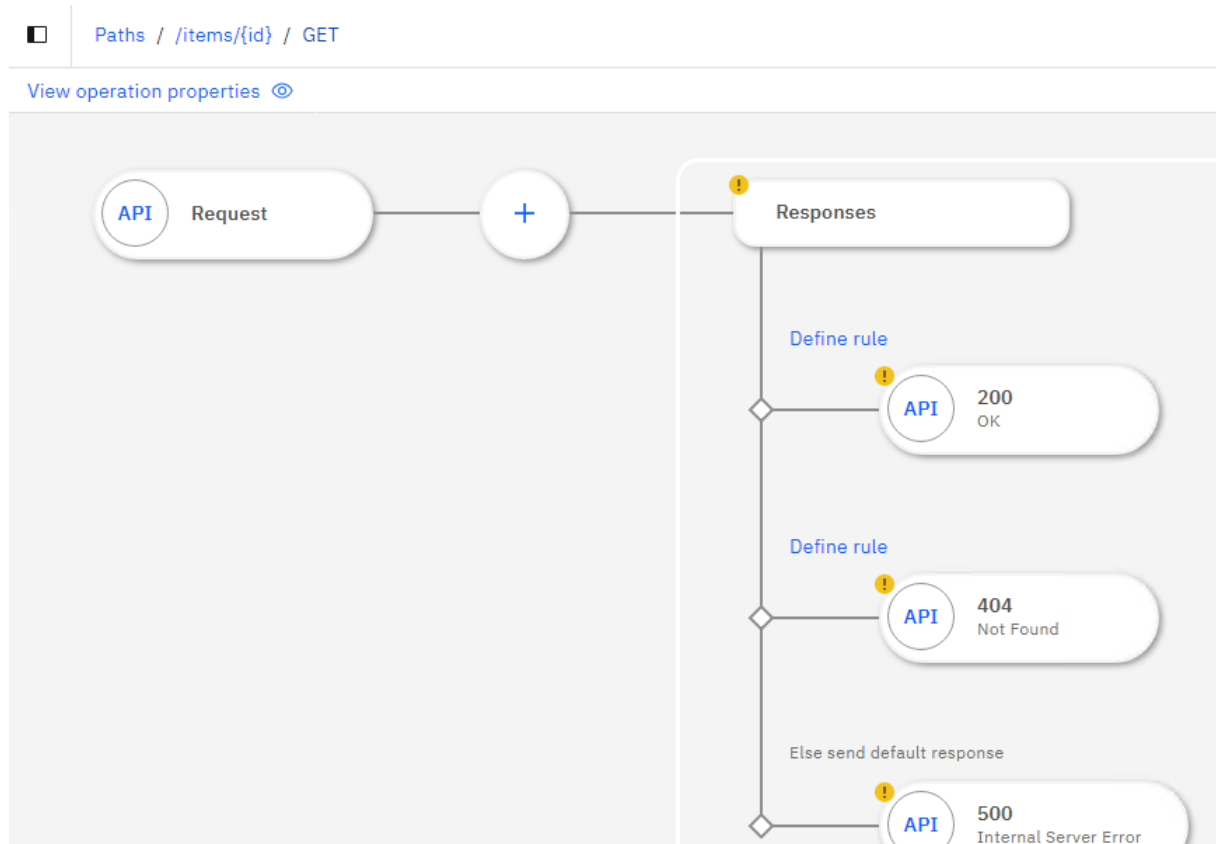 Paths / /items/{id} / GET
View operation properties
API Request
+
! Responses
Define rule
! API 200
OK
Define rule
! API 404
Not Found
Else send default response
! API 500
Internal Server Error